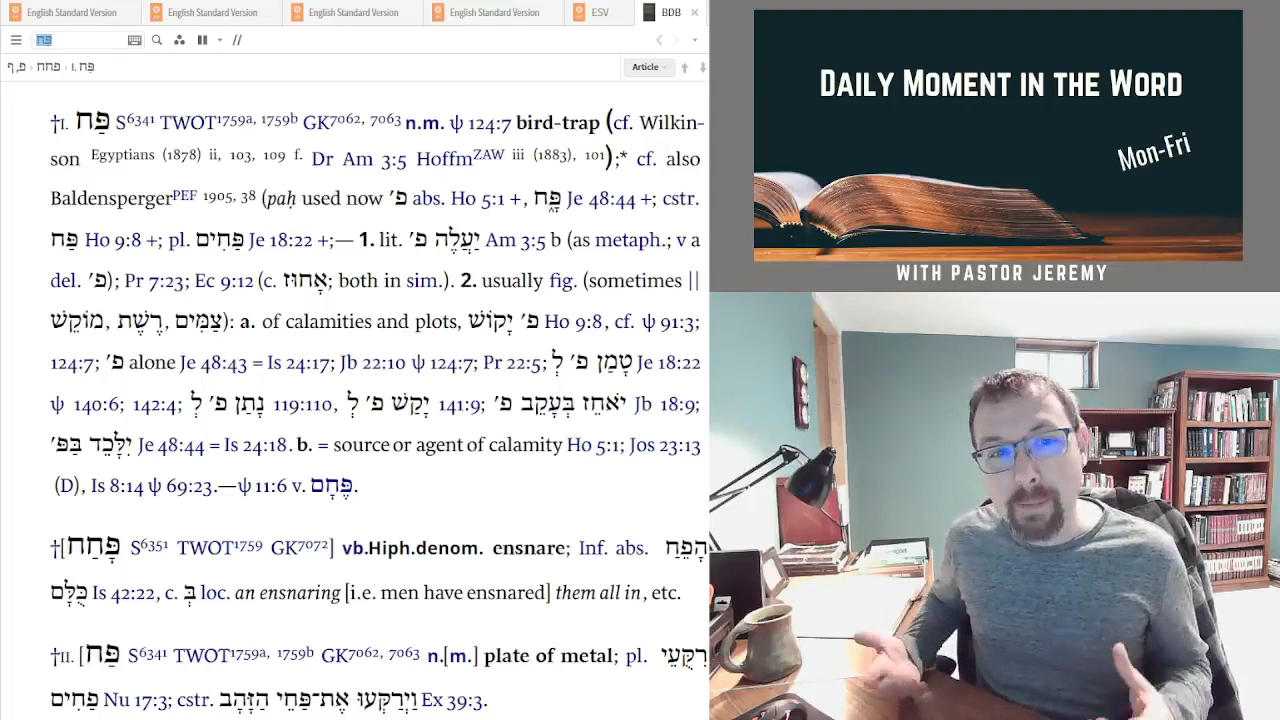 English Standard Version English Standard Version English Standard Version English Standard Version ESV BDB ×
פַּח
//
פ, ף › פחח › פַּח .I Article
†I. פַּח S6341 TWOT1759a, 1759b GK7062, 7063 n.m. ψ 124:7 bird-trap (cf. Wilkin-
son Egyptians (1878) ii, 103, 109 f. Dr Am 3:5 HoffmZAW iii (1883), 101);* cf. also
BaldenspergerPEF 1905, 38 (paḥ used now פ׳ abs. Ho 5:1 +, פָּ֑ח Je 48:44 +; cstr.
פַּח Ho 9:8 +; pl. פַּחִים Je 18:22 +;— 1. lit. יַעֲלֶה פ׳ Am 3:5 b (as metaph.; v a
del. פ׳); Pr 7:23; Ec 9:12 (c. אָחוּז; both in sim.). 2. usually fig. (sometimes ||
צַמִּים, רֶשֶׁת, מוֹקֵשׁ): a. of calamities and plots, פ׳ יָקוֹשׁ Ho 9:8, cf. ψ 91:3;
124:7; פ׳ alone Je 48:43 = Is 24:17; Jb 22:10 ψ 124:7; Pr 22:5; טָמַן פ׳ לְ Je 18:22
ψ 140:6; 142:4; נָתַן פ׳ לְ 119:110, יָקַשׁ פ׳ לְ 141:9; יֹאחֵז בְּעָקֵב פ׳ Jb 18:9;
יִלָּכֵד בַּפּ׳ Je 48:44 = Is 24:18. b. = source or agent of calamity Ho 5:1; Jos 23:13
(D), Is 8:14 ψ 69:23.—ψ 11:6 v. פֶּחָם.
†[פָּחַח S6351 TWOT1759 GK7072] vb.Hiph.denom. ensnare; Inf. abs. הָפֵחַ
כֻּלָּם Is 42:22, c. בְּ loc. an ensnaring [i.e. men have ensnared] them all in, etc.
†II. [פַּח S6341 TWOT1759a, 1759b GK7062, 7063 n.[m.] plate of metal; pl. רִקֻּעֵי
פַחִים Nu 17:3; cstr. וַיְרַקְּעוּ אֶת־פַּחֵי הַזָּהָב Ex 39:3.
DAILY MOMENT IN THE WORD
Mon-Fri
WITH PASTOR JEREMY